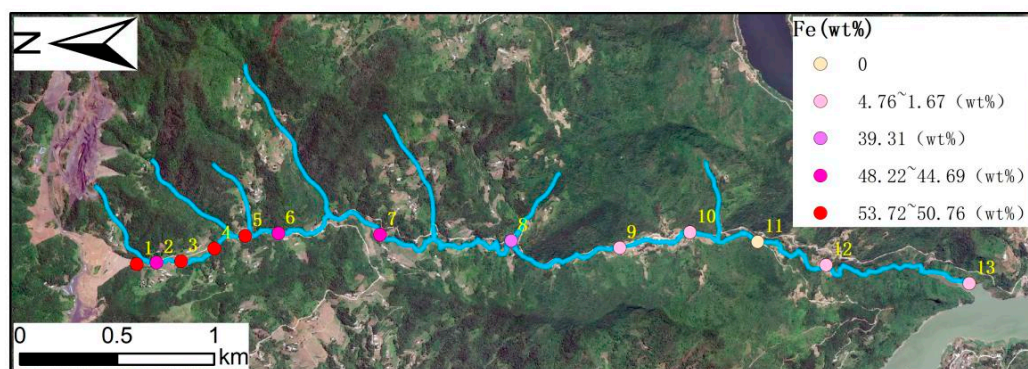 N
Fe(wt%)
0
4.76~1.67 (wt%)
39.31 (wt%)
48.22~44.69 (wt%)
53.72~50.76 (wt%)
1 2 3 4 5 6 7 8 9 10 11 12 13
0 0.5 1
km